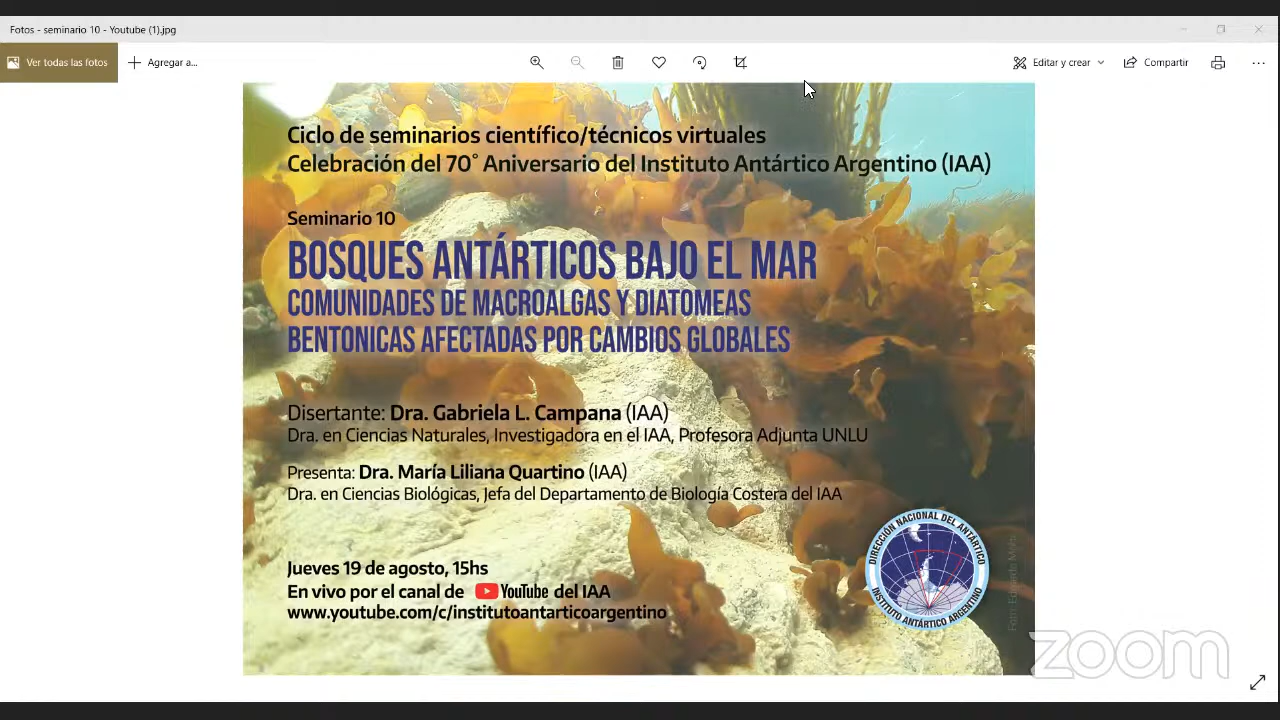 Fotos - seminario 10 - Youtube (1).jpg
Ver todas las fotos
Agregar a...
Editar y crear
Compartir
Ciclo de seminarios científico/técnicos virtuales
Celebración del 70° Aniversario del Instituto Antártico Argentino (IAA)
Seminario 10
BOSQUES ANTÁRTICOS BAJO EL MAR
COMUNIDADES DE MACROALGAS Y DIATOMEAS
BENTONICAS AFECTADAS POR CAMBIOS GLOBALES
Disertante: Dra. Gabriela L. Campana (IAA)
Dra. en Ciencias Naturales, Investigadora en el IAA, Profesora Adjunta UNLU
Presenta: Dra. María Liliana Quartino (IAA)
Dra. en Ciencias Biológicas, Jefa del Departamento de Biología Costera del IAA
Jueves 19 de agosto, 15hs
En vivo por el canal de YouTube del IAA
www.youtube.com/c/institutoantarticoargentino
DIRECCIÓN NACIONAL DEL ANTÁRTICO
INSTITUTO ANTÁRTICO ARGENTINO
zoom